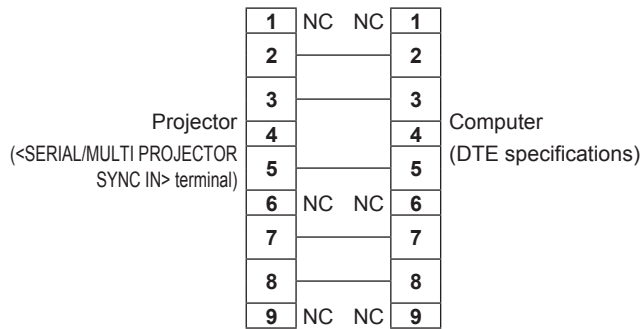 1 NC NC 1
2 2
3 3
Projector
4 4
Computer
(<SERIAL/MULTI PROJECTOR
SYNC IN> terminal)
(DTE specifications)
5 5
6 NC NC 6
7 7
8 8
9 NC NC 9